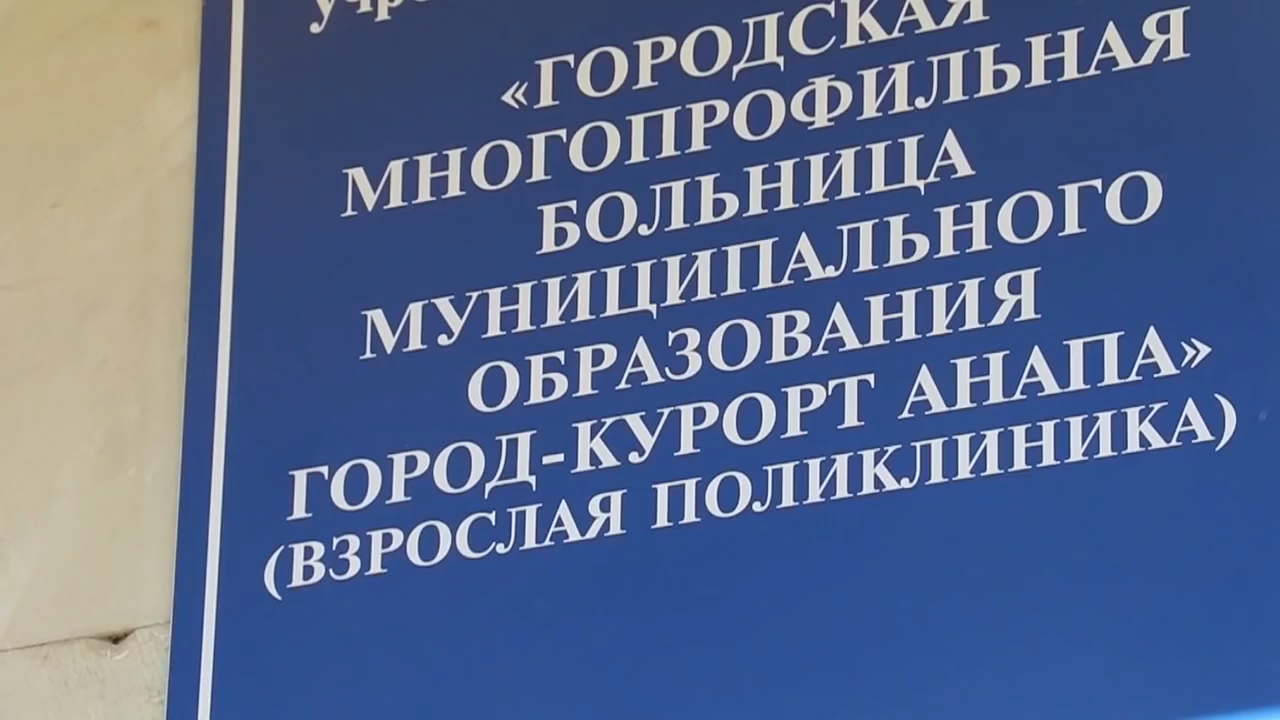 «ГОРОДСКАЯ
МНОГОПРОФИЛЬНАЯ
БОЛЬНИЦА
МУНИЦИПАЛЬНОГО
ОБРАЗОВАНИЯ
ГОРОД-КУРОРТ АНАПА»
(ВЗРОСЛАЯ ПОЛИКЛИНИКА)